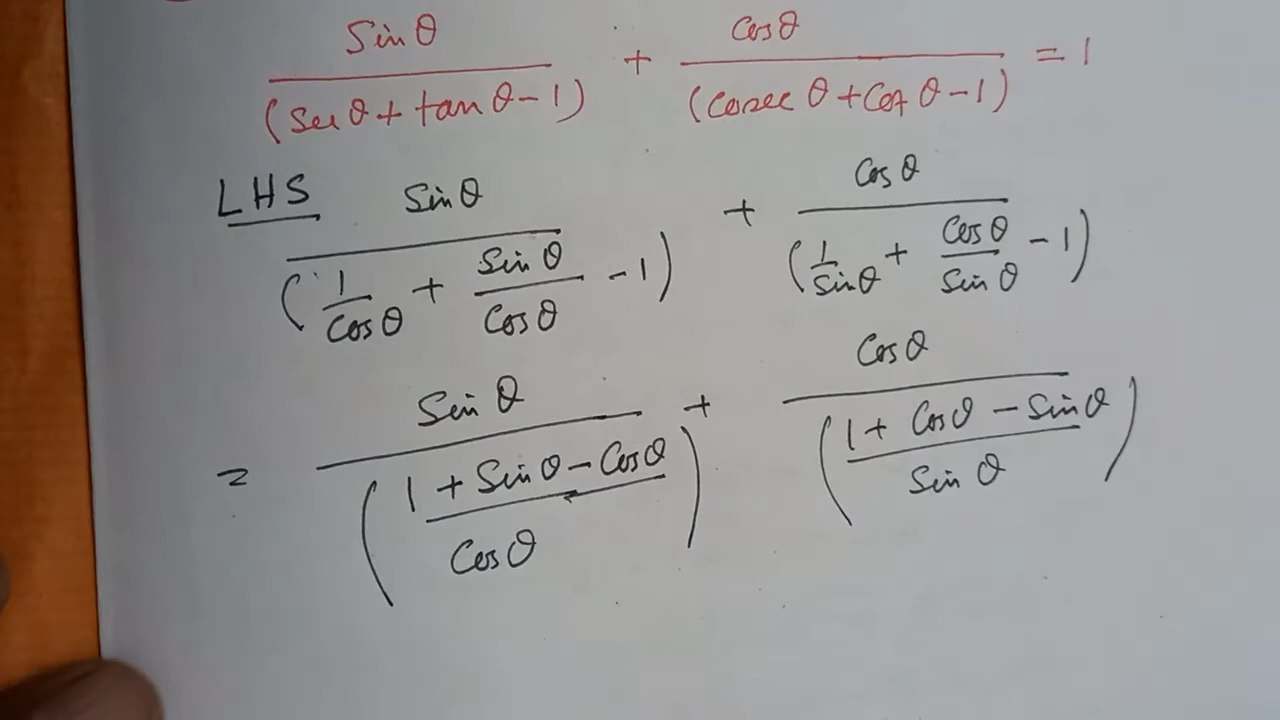 Sinθ / (secθ + tanθ - 1) + Cosθ / (Cosecθ + Cotθ - 1) = 1
LHS Sinθ / (1/Cosθ + Sinθ/Cosθ - 1) + Cosθ / (1/Sinθ + Cosθ/Sinθ - 1)
= Sinθ / ((1 + Sinθ - Cosθ)/Cosθ) + Cosθ / ((1 + Cosθ - Sinθ)/Sinθ)